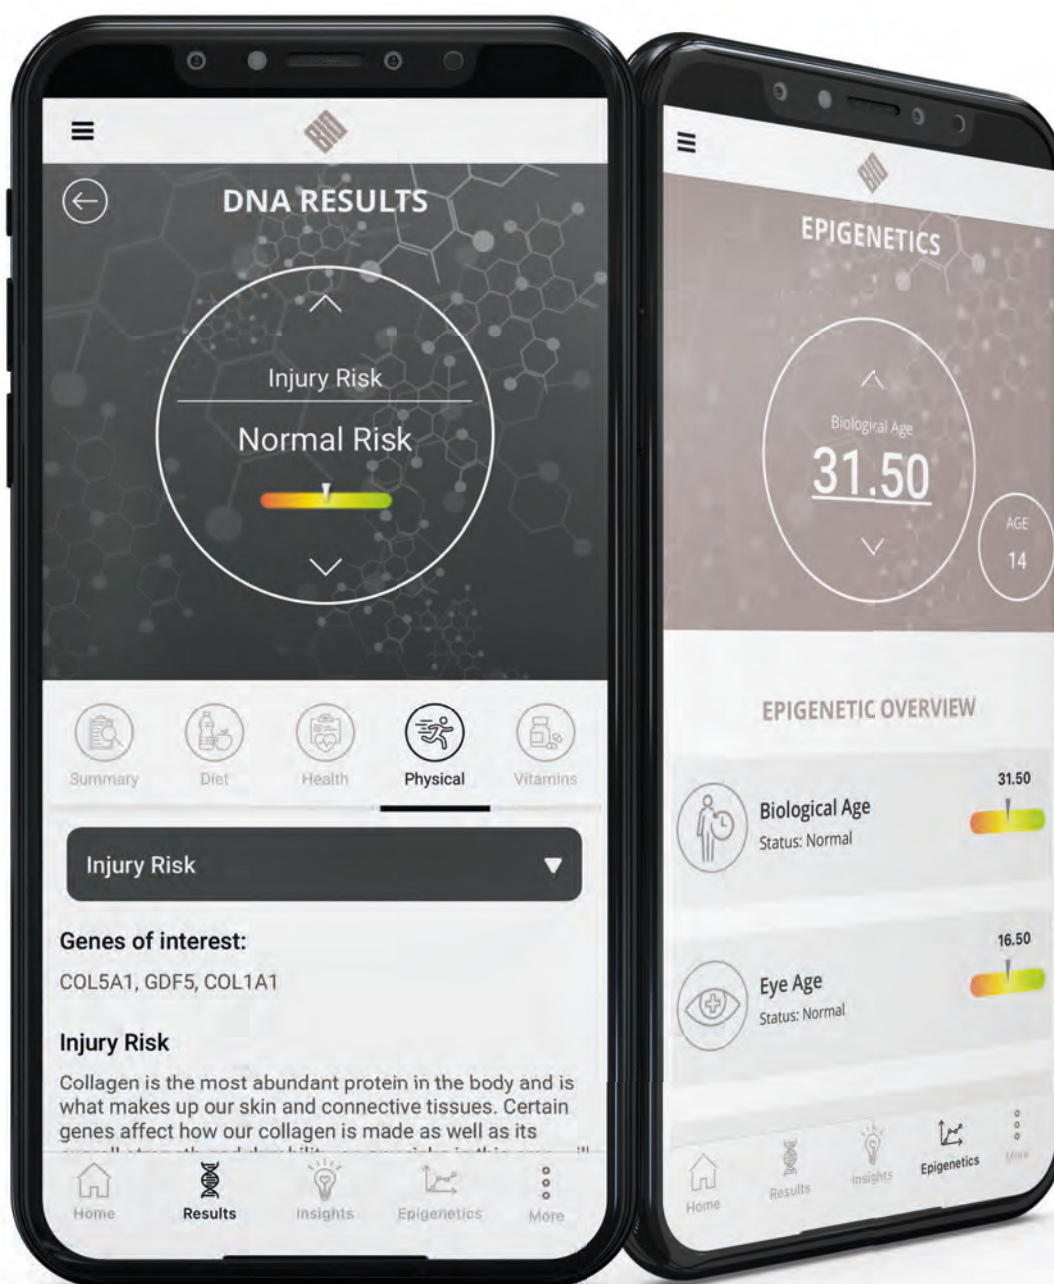 BIO
DNA RESULTS
Injury Risk
Normal Risk
Summary
Diet
Health
Physical
Vitamins
Injury Risk
Genes of interest:
COL5A1, GDF5, COL1A1
Injury Risk
Collagen is the most abundant protein in the body and is
what makes up our skin and connective tissues. Certain
genes affect how our collagen is made as well as its
Home
Results
Insights
Epigenetics
More
BIO
EPIGENETICS
Biological Age
31.50
AGE
14
EPIGENETIC OVERVIEW
31.50
Biological Age
Status: Normal
16.50
Eye Age
Status: Normal
Home
Results
Insights
Epigenetics
More